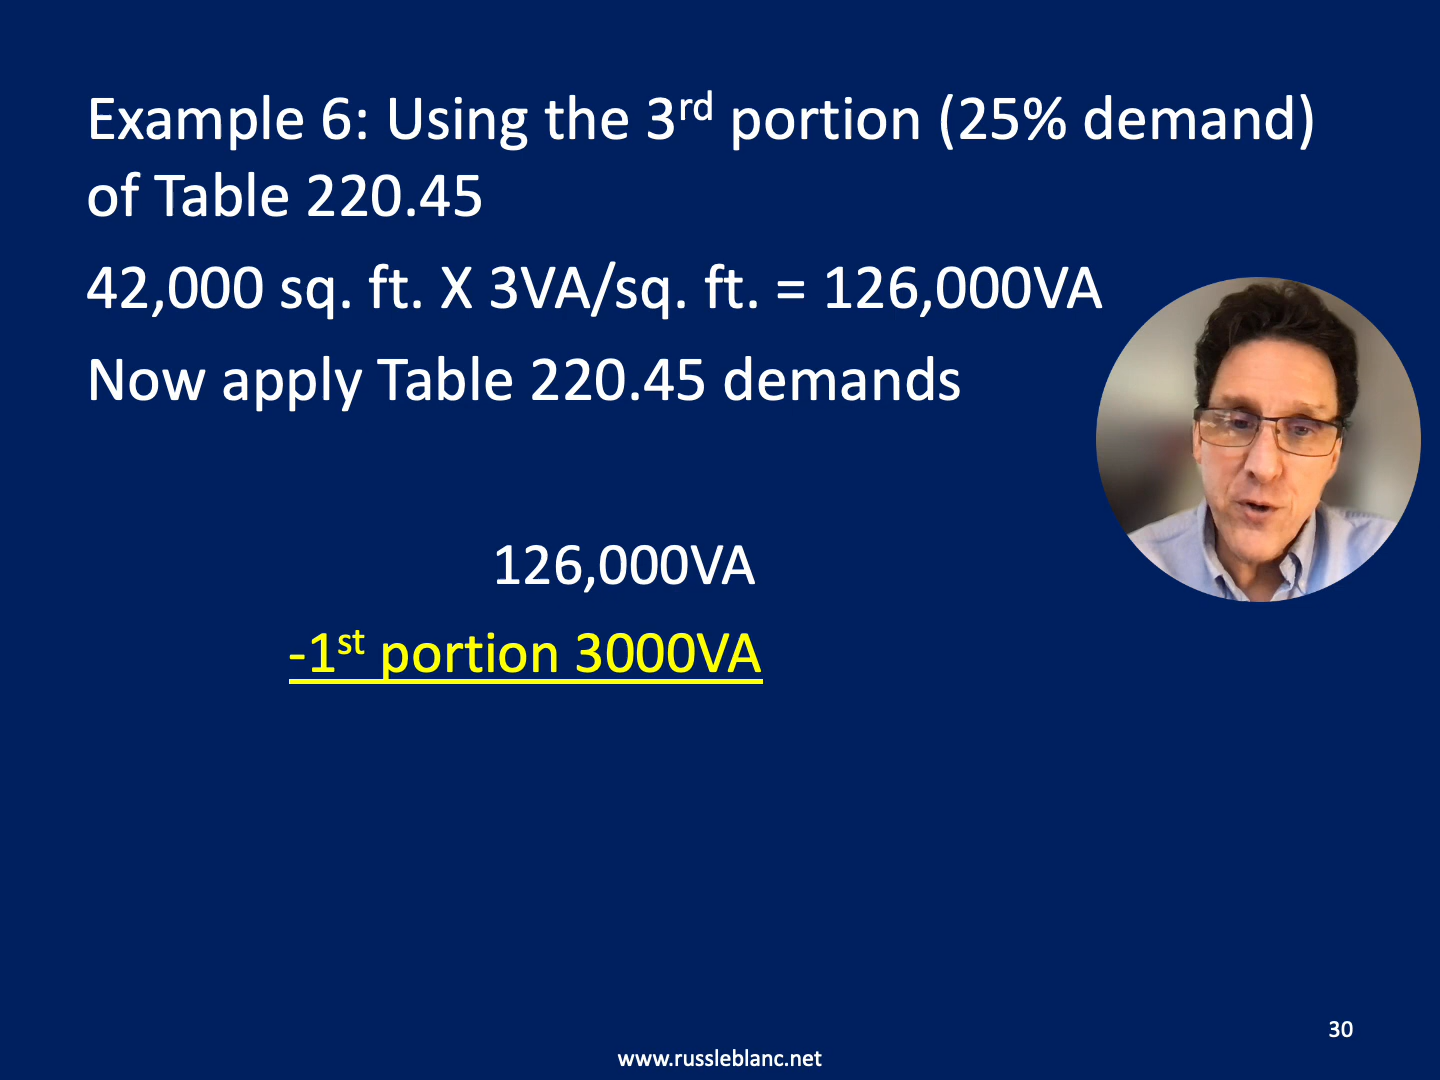 Example 6: Using the 3rd portion (25% demand)
of Table 220.45
42,000 sq. ft. X 3VA/sq. ft. = 126,000VA
Now apply Table 220.45 demands
126,000VA
-1st portion 3000VA
30
www.russleblanc.net